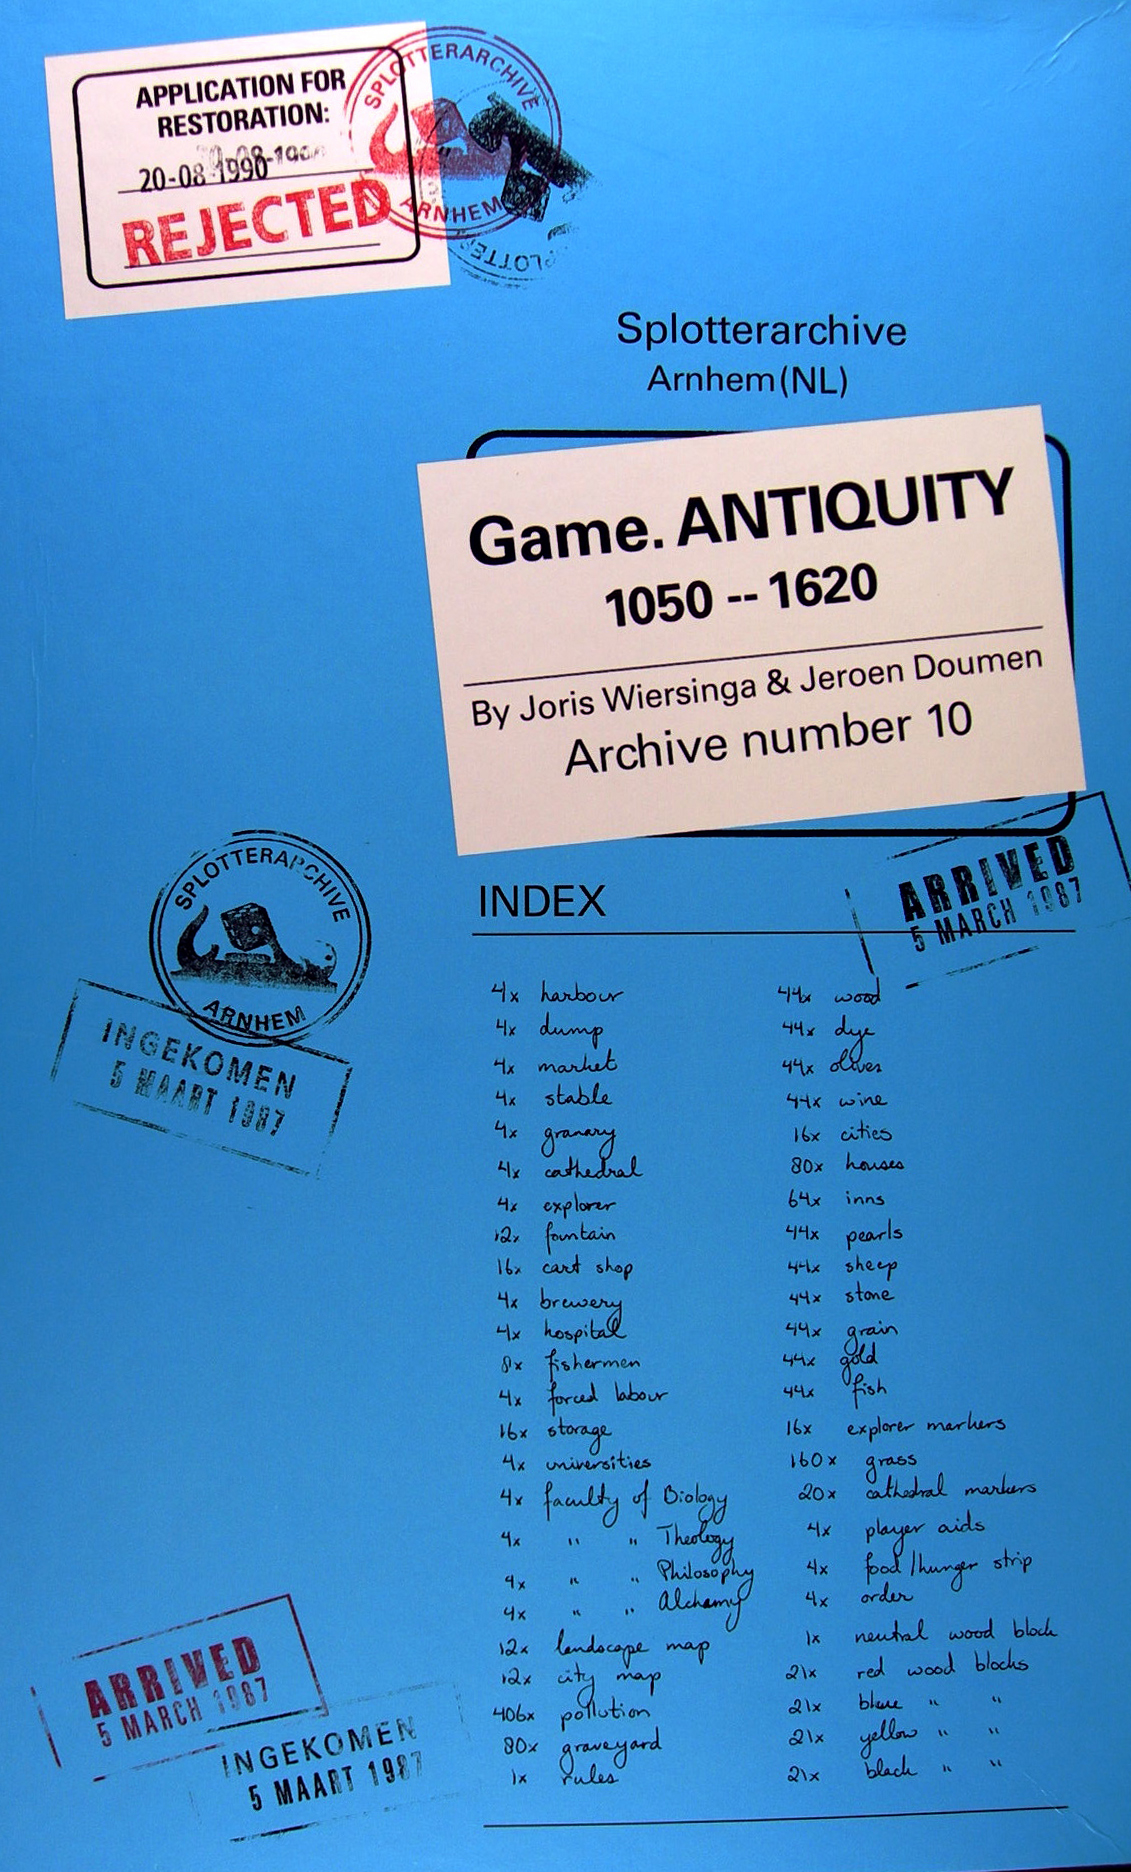 APPLICATION FOR
RESTORATION:
20-08-1990
REJECTED
SPLOTTERARCHIVE
ARNHEM
Splotterarchive
Arnhem (NL)
Game. ANTIQUITY
1050 -- 1620
By Joris Wiersinga & Jeroen Doumen
Archive number 10
ARRIVED
5 MARCH 1987
SPLOTTERARCHIVE
ARNHEM
INGEKOMEN
5 MAART 1987
INDEX
4x harbour
4x dump
4x market
4x stable
4x granary
4x cathedral
4x explorer
12x fountain
16x cart shop
4x brewery
4x hospital
8x fishermen
4x forced labour
16x storage
4x universities
4x faculty of Biology
4x " " Theology
4x " " Philosophy
4x " " Alchamy
12x landscape map
12x city map
406x pollution
80x graveyard
1x rules
44x wood
44x dye
44x olives
44x wine
16x cities
80x houses
64x inns
44x pearls
44x sheep
44x stone
44x grain
44x gold
44x fish
16x explorer markers
160x grass
20x cathedral markers
4x player aids
4x food/hunger strip
4x order
1x neutral wood block
21x red wood blocks
21x blue " "
21x yellow " "
21x black " "
ARRIVED
5 MARCH 1987
INGEKOMEN
5 MAART 1987